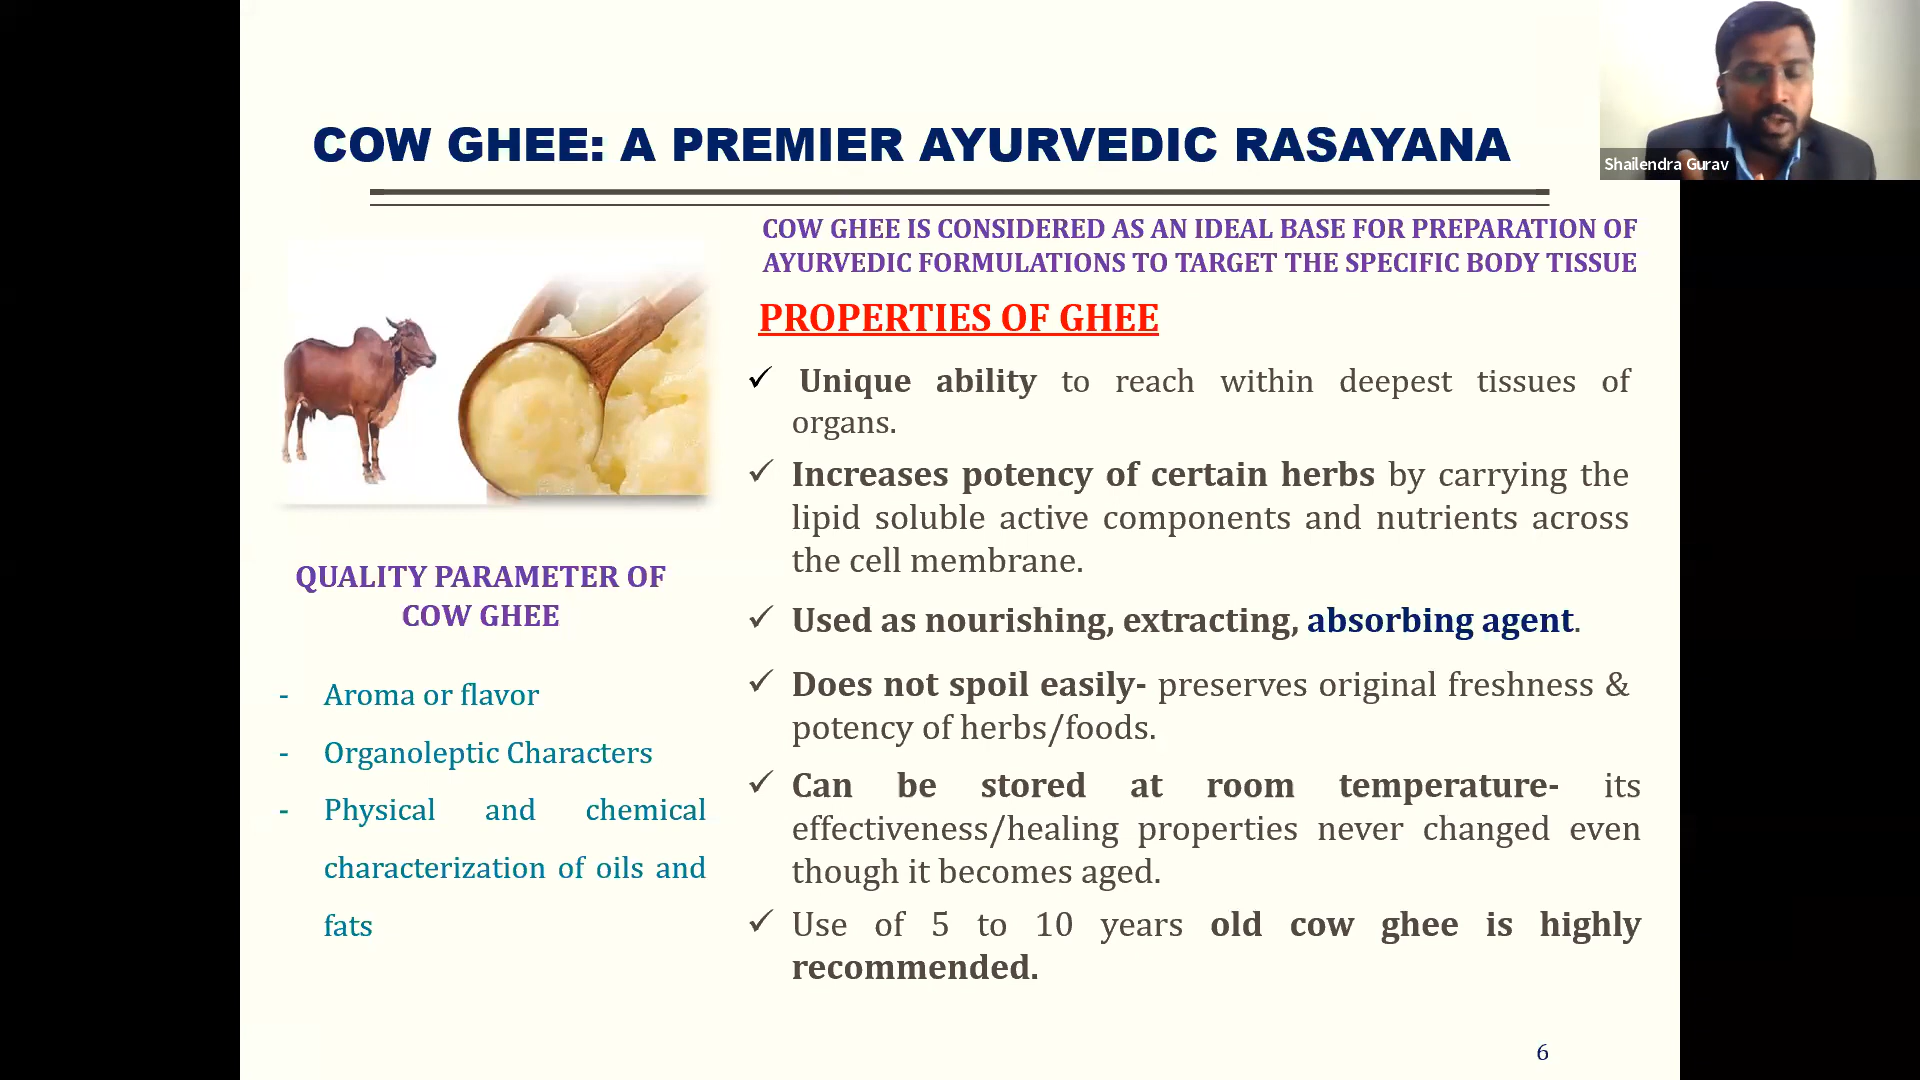 COW GHEE: A PREMIER AYURVEDIC RASAYANA
Shailendra Gurav
COW GHEE IS CONSIDERED AS AN IDEAL BASE FOR PREPARATION OF
AYURVEDIC FORMULATIONS TO TARGET THE SPECIFIC BODY TISSUE
PROPERTIES OF GHEE
✓ Unique ability to reach within deepest tissues of
organs.
✓ Increases potency of certain herbs by carrying the
lipid soluble active components and nutrients across
the cell membrane.
✓ Used as nourishing, extracting, absorbing agent.
✓ Does not spoil easily- preserves original freshness &
potency of herbs/foods.
✓ Can be stored at room temperature- its
effectiveness/healing properties never changed even
though it becomes aged.
✓ Use of 5 to 10 years old cow ghee is highly
recommended.
QUALITY PARAMETER OF
COW GHEE
- Aroma or flavor
- Organoleptic Characters
- Physical and chemical
characterization of oils and
fats
6